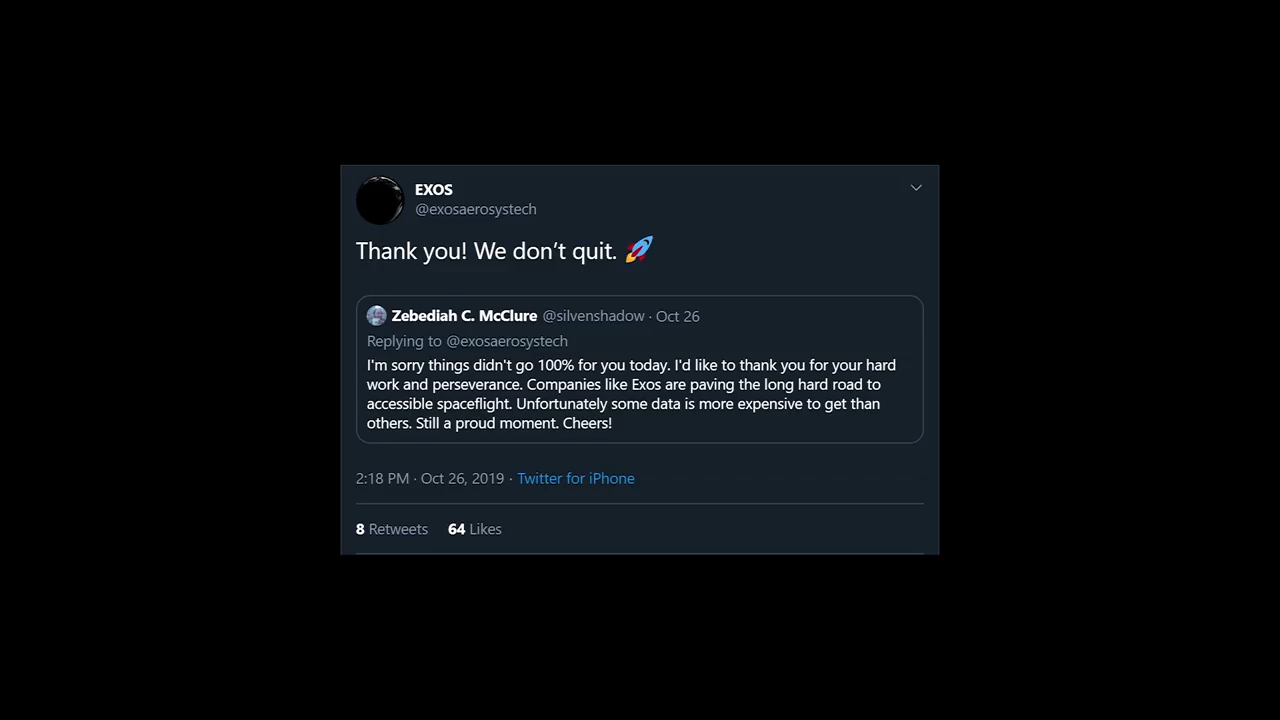 EXOS
@exosaerosystech
Thank you! We don’t quit. 🚀
Zebediah C. McClure @silvenshadow · Oct 26
Replying to @exosaerosystech
I'm sorry things didn't go 100% for you today. I'd like to thank you for your hard
work and perseverance. Companies like Exos are paving the long hard road to
accessible spaceflight. Unfortunately some data is more expensive to get than
others. Still a proud moment. Cheers!
2:18 PM · Oct 26, 2019 · Twitter for iPhone
8 Retweets 64 Likes